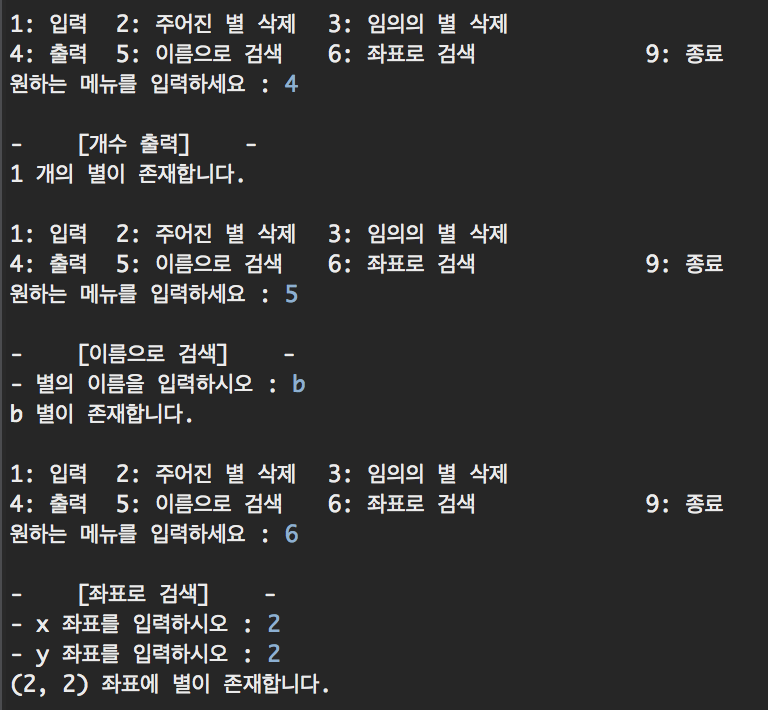 1: 입력  2: 주어진 별 삭제  3: 임의의 별 삭제
4: 출력  5: 이름으로 검색   6: 좌표로 검색            9: 종료
원하는 메뉴를 입력하세요 : 4
-    [개수 출력]    -
1 개의 별이 존재합니다.
1: 입력  2: 주어진 별 삭제  3: 임의의 별 삭제
4: 출력  5: 이름으로 검색   6: 좌표로 검색            9: 종료
원하는 메뉴를 입력하세요 : 5
-    [이름으로 검색]    -
- 별의 이름을 입력하시오 : b
b 별이 존재합니다.
1: 입력  2: 주어진 별 삭제  3: 임의의 별 삭제
4: 출력  5: 이름으로 검색   6: 좌표로 검색            9: 종료
원하는 메뉴를 입력하세요 : 6
-    [좌표로 검색]    -
- x 좌표를 입력하시오 : 2
- y 좌표를 입력하시오 : 2
(2, 2) 좌표에 별이 존재합니다.